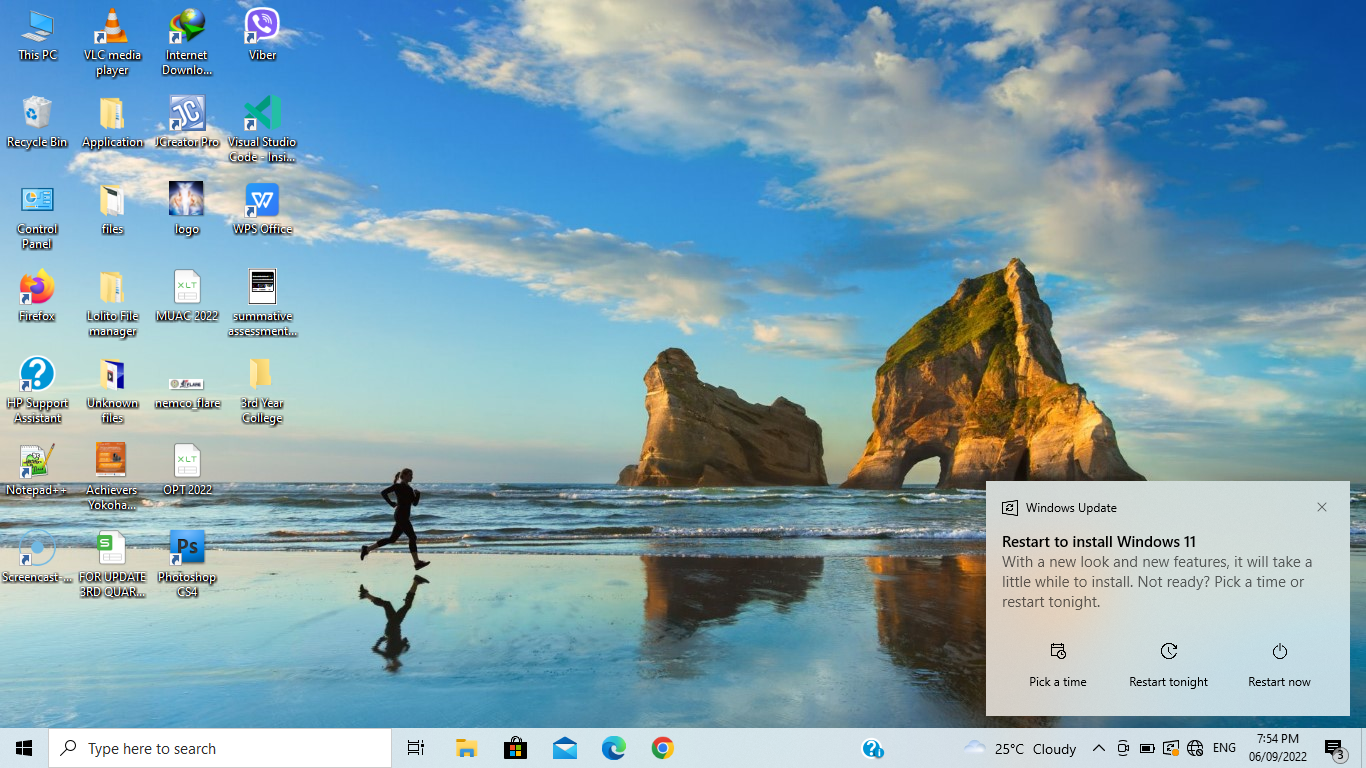 This PC
VLC media
player
Internet
Downlo...
Viber
Recycle Bin
Application
JC
JCreator Pro
Visual Studio
Code - Insi...
Control
Panel
files
logo
W
WPS Office
Firefox
Lolito File
manager
XLT
MUAC 2022
summative
assessment...
?
HP Support
Assistant
Unknown
files
nemco_flare
3rd Year
College
Notepad++
Achievers
Yokoha...
XLT
OPT 2022
Screencast-...
S
FOR UPDATE
3RD QUAR...
Ps
Photoshop
CS4
Windows Update
Restart to install Windows 11
With a new look and new features, it will take a
little while to install. Not ready? Pick a time or
restart tonight.
Pick a time
Restart tonight
Restart now
Type here to search
25°C Cloudy
ENG
7:54 PM
06/09/2022
3